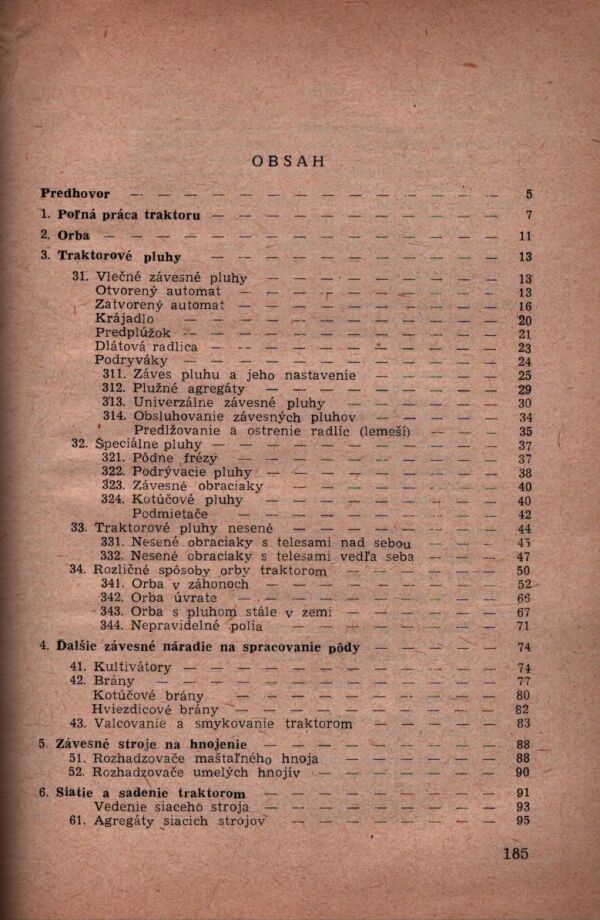 OBSAH
Predhovor — — — — — — — — — — — — — — 5
1. Poľná práca traktoru — — — — — — — — — — — 7
2. Orba — — — — — — — — — — — — — — — 11
3. Traktorové pluhy — — — — — — — — — — — 13
31. Vlečné závesné pluhy — — — — — — — — — 13
Otvorený automat — — — — — — — — — — 13
Zatvorený automat — — — — — — — — — — 16
Krájadlo — — — — — — — — — — — — 20
Predplúžok — — — — — — — — — — — — 21
Dlátová radlica — — — — — — — — — — — 23
Podryváky — — — — — — — — — — — — 24
311. Záves pluhu a jeho nastavenie — — — — — — 25
312. Plužné agregáty — — — — — — — — — 29
313. Univerzálne závesné pluhy — — — — — — — 30
314. Obsluhovanie závesných pluhov — — — — — — 34
Predlžovanie a ostrenie radlíc (lemeší) — — — — 35
32. Špeciálne pluhy — — — — — — — — — — — 37
321. Pôdne frézy — — — — — — — — — — 37
322. Podrývacie pluhy — — — — — — — — — 38
323. Závesné obraciaky — — — — — — — — — 40
324. Kotúčové pluhy — — — — — — — — — 40
Podmietače — — — — — — — — — — 42
33. Traktorové pluhy nesené — — — — — — — — 44
331. Nesené obraciaky s telesami nad sebou — — — — 45
332. Nesené obraciaky s telesami vedľa seba — — — — 47
34. Rozličné spôsoby orby traktorom — — — — — — — 50
341. Orba v záhonoch — — — — — — — — — 52
342. Orba úvrate — — — — — — — — — — 66
343. Orba s pluhom stále v zemi — — — — — — — 67
344. Nepravidelné polia — — — — — — — — — 71
4. Ďalšie závesné náradie na spracovanie pôdy — — — — — 74
41. Kultivátory — — — — — — — — — — — — 74
42. Brány — — — — — — — — — — — — — 77
Kotúčové brány — — — — — — — — — — 80
Hviezdicové brány — — — — — — — — — — 82
43. Valcovanie a smykovanie traktorom — — — — — — 83
5. Závesné stroje na hnojenie — — — — — — — — — 88
51. Rozhadzovače maštaľného hnoja — — — — — — — 88
52. Rozhadzovače umelých hnojív — — — — — — — 90
6. Siatie a sadenie traktorom — — — — — — — — — 91
Vedenie siaceho stroja — — — — — — — — — 93
61. Agregáty siacich strojov — — — — — — — — 95
185